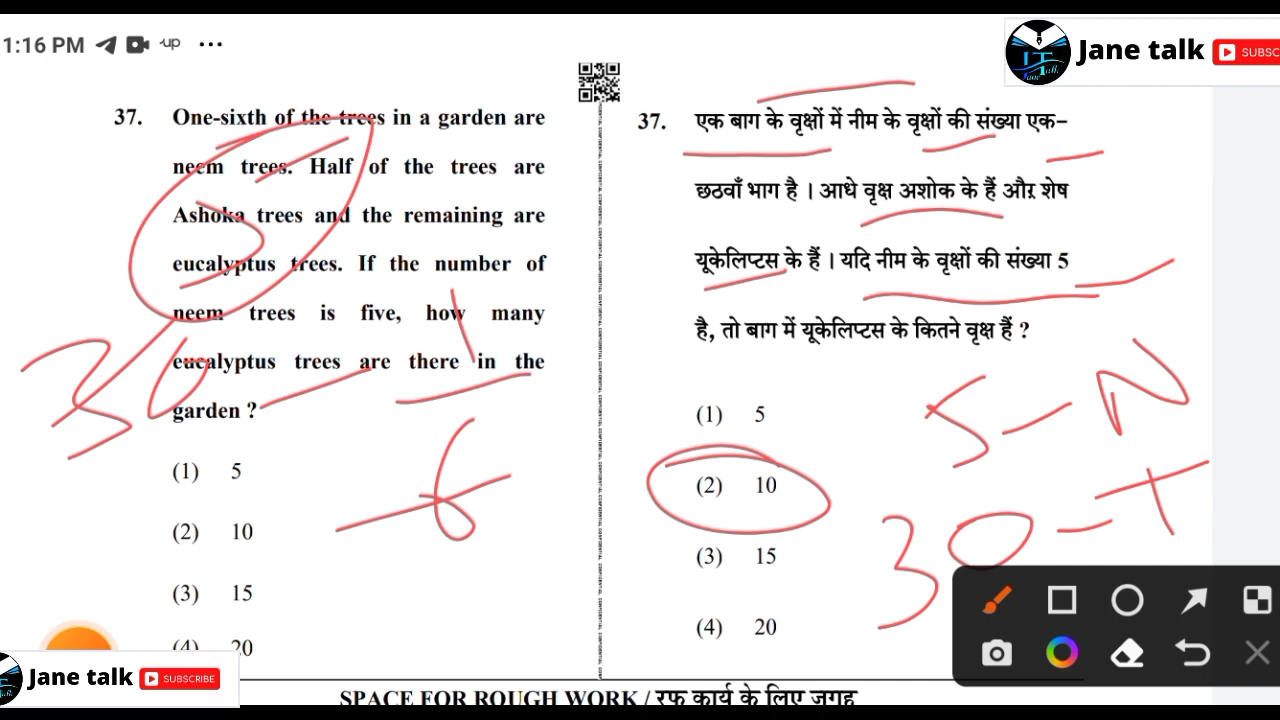 1:16 PM up ...
Jane talk SUBSC
37. One-sixth of the trees in a garden are
neem trees. Half of the trees are
Ashoka trees and the remaining are
eucalyptus trees. If the number of
neem trees is five, how many
eucalyptus trees are there in the
garden ?
(1) 5
(2) 10
(3) 15
(4) 20
30
1
6
37. एक बाग के वृक्षों में नीम के वृक्षों की संख्या एक–
छठवाँ भाग है । आधे वृक्ष अशोक के हैं और शेष
यूकेलिप्टस के हैं । यदि नीम के वृक्षों की संख्या 5
है, तो बाग में यूकेलिप्टस के कितने वृक्ष हैं ?
(1) 5
(2) 10
(3) 15
(4) 20
5 – N
30 – T
Jane talk SUBSCRIBE
SPACE FOR ROUGH WORK / रफ कार्य के लिए जगह